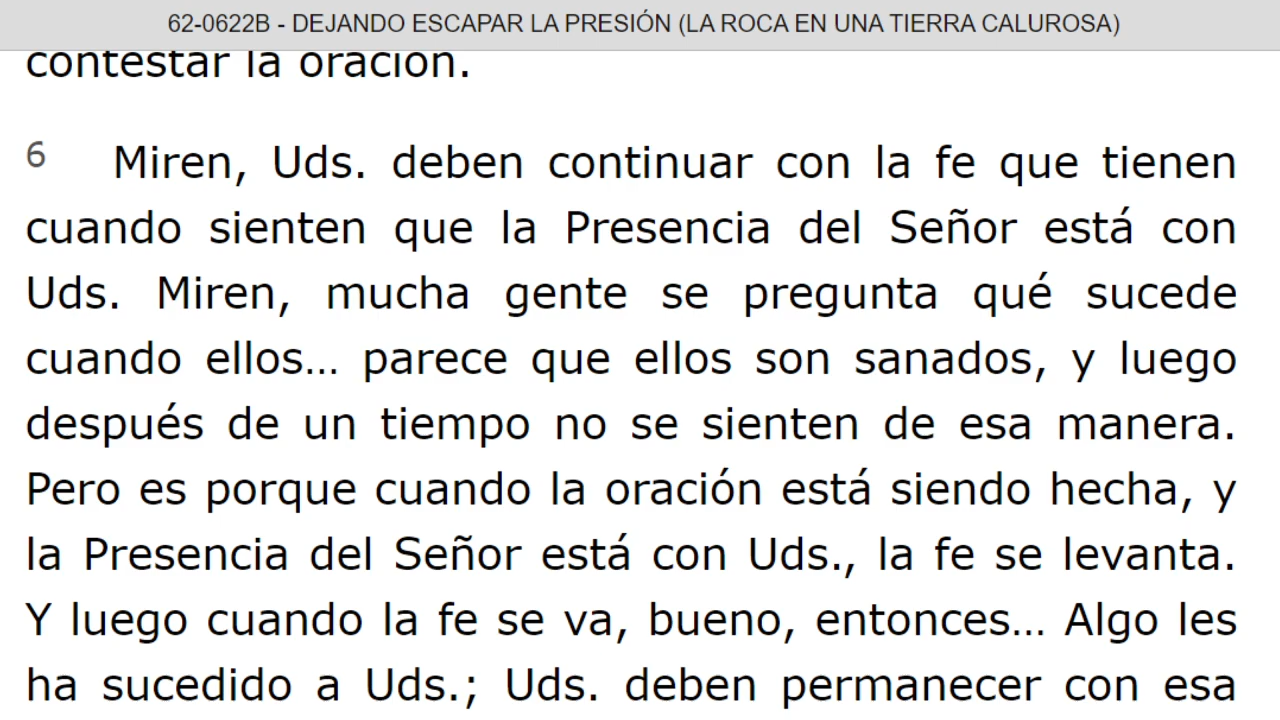 62-0622B - DEJANDO ESCAPAR LA PRESIÓN (LA ROCA EN UNA TIERRA CALUROSA)
contestar la oración.
6 Miren, Uds. deben continuar con la fe que tienen
cuando sienten que la Presencia del Señor está con
Uds. Miren, mucha gente se pregunta qué sucede
cuando ellos... parece que ellos son sanados, y luego
después de un tiempo no se sienten de esa manera.
Pero es porque cuando la oración está siendo hecha, y
la Presencia del Señor está con Uds., la fe se levanta.
Y luego cuando la fe se va, bueno, entonces... Algo les
ha sucedido a Uds.; Uds. deben permanecer con esa